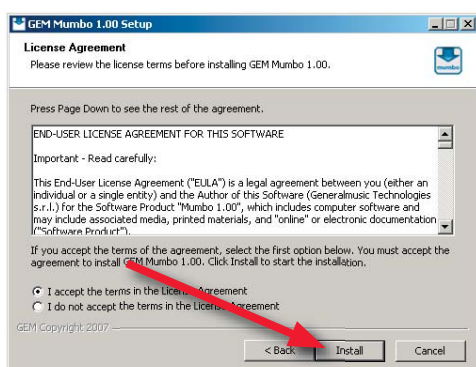 GEM Mumbo 1.00 Setup
License Agreement
Please review the license terms before installing GEM Mumbo 1.00.
mumbo
Press Page Down to see the rest of the agreement.
END-USER LICENSE AGREEMENT FOR THIS SOFTWARE
Important - Read carefully:
This End-User License Agreement ("EULA") is a legal agreement between you (either an
individual or a single entity) and the Author of this Software (Generalmusic Technologies
s.r.l.) for the Software Product "Mumbo 1.00", which includes computer software and
may include associated media, printed materials, and "online" or electronic documentation
("Software Product").
If you accept the terms of the agreement, select the first option below. You must accept the
agreement to install GEM Mumbo 1.00. Click Install to start the installation.
I accept the terms in the License Agreement
I do not accept the terms in the License Agreement
GEM Copyright 2007
< Back Install Cancel